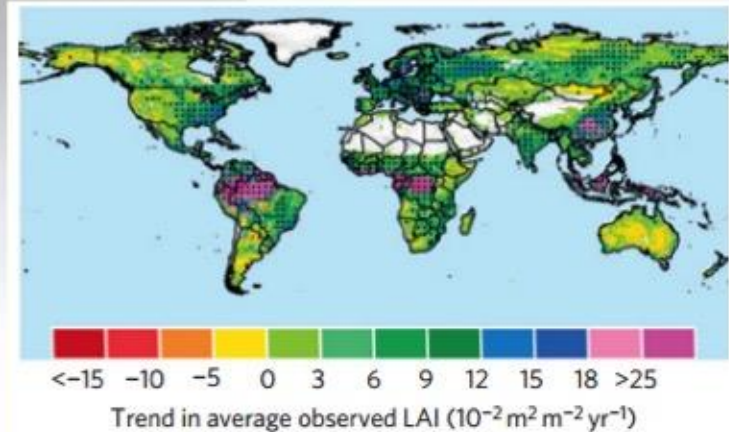 <-15 -10 -5 0 3 6 9 12 15 18 >25
Trend in average observed LAI (10⁻² m² m⁻² yr⁻¹)